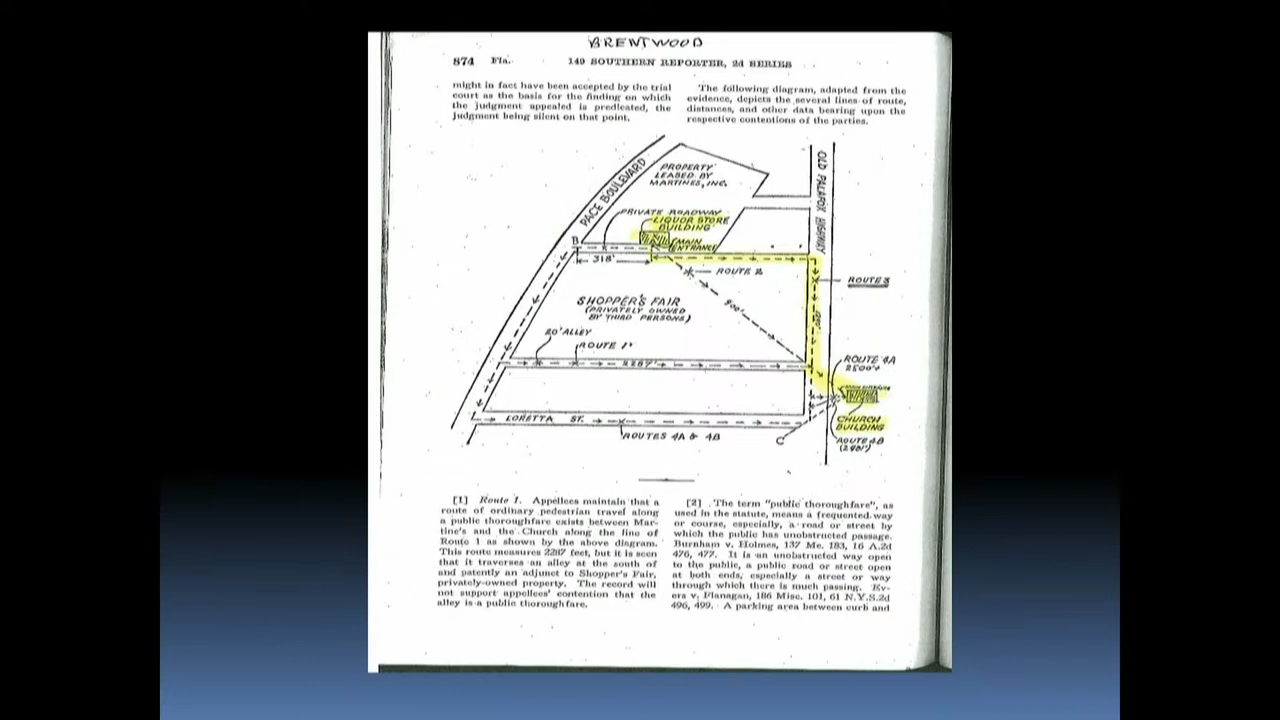 BRENTWOOD
874 Fla. 149 SOUTHERN REPORTER, 2d SERIES
might in fact have been accepted by the trial
court as the basis for the finding on which
the judgment appealed is predicated, the
judgment being silent on that point.
The following diagram, adapted from the
evidence, depicts the several lines of route,
distances, and other data bearing upon the
respective contentions of the parties.
PACE BOULEVARD
PROPERTY
LEASED BY
MARTINES, INC.
OLD PALAFOX HIGHWAY
PRIVATE ROADWAY
LIQUOR STORE
BUILDING
MAIN
ENTRANCE
B
318'
ROUTE 2
ROUTE 3
900'
SHOPPER'S FAIR
(PRIVATELY OWNED
BY THIRD PERSONS)
20' ALLEY
ROUTE 1
2287'
ROUTE 4A
2500'±
MAIN ENTRANCE
CHURCH
BUILDING
LORETTA ST.
ROUTES 4A & 4B
C
ROUTE 4B
[1] Route 1. Appellees maintain that a
route of ordinary pedestrian travel along
a public thoroughfare exists between Mar-
tine's and the Church along the line of
Route 1 as shown by the above diagram.
This route measures 2287 feet, but it is seen
that it traverses an alley at the south of
and patently an adjunct to Shopper's Fair,
privately-owned property. The record will
not support appellees' contention that the
alley is a public thoroughfare.
[2] The term "public thoroughfare", as
used in the statute, means a frequented way
or course, especially, a road or street by
which the public has unobstructed passage.
Burnham v. Holmes, 137 Me. 183, 16 A.2d
476, 477. It is an unobstructed way open
to the public, a public road or street open
at both ends, especially a street or way
through which there is much passing. Ev-
ers v. Flanagan, 186 Misc. 101, 61 N.Y.S.2d
496, 499. A parking area between curb and